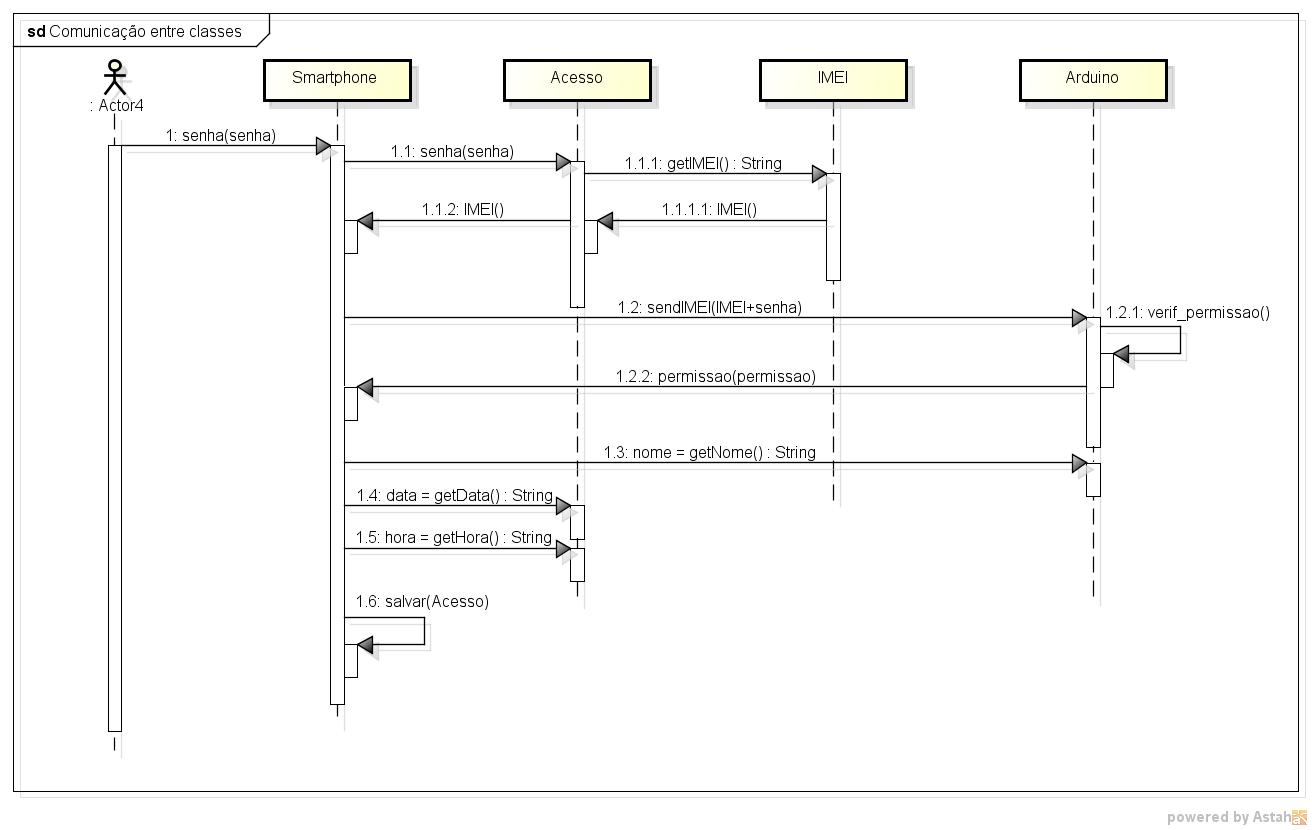 sd Comunicação entre classes
: Actor4
Smartphone
Acesso
IMEI
Arduino
1: senha(senha)
1.1: senha(senha)
1.1.1: getIMEI() : String
1.1.2: IMEI()
1.1.1.1: IMEI()
1.2: sendIMEI(IMEI+senha)
1.2.1: verif_permissao()
1.2.2: permissao(permissao)
1.3: nome = getNome() : String
1.4: data = getData() : String
1.5: hora = getHora() : String
1.6: salvar(Acesso)
powered by Astah